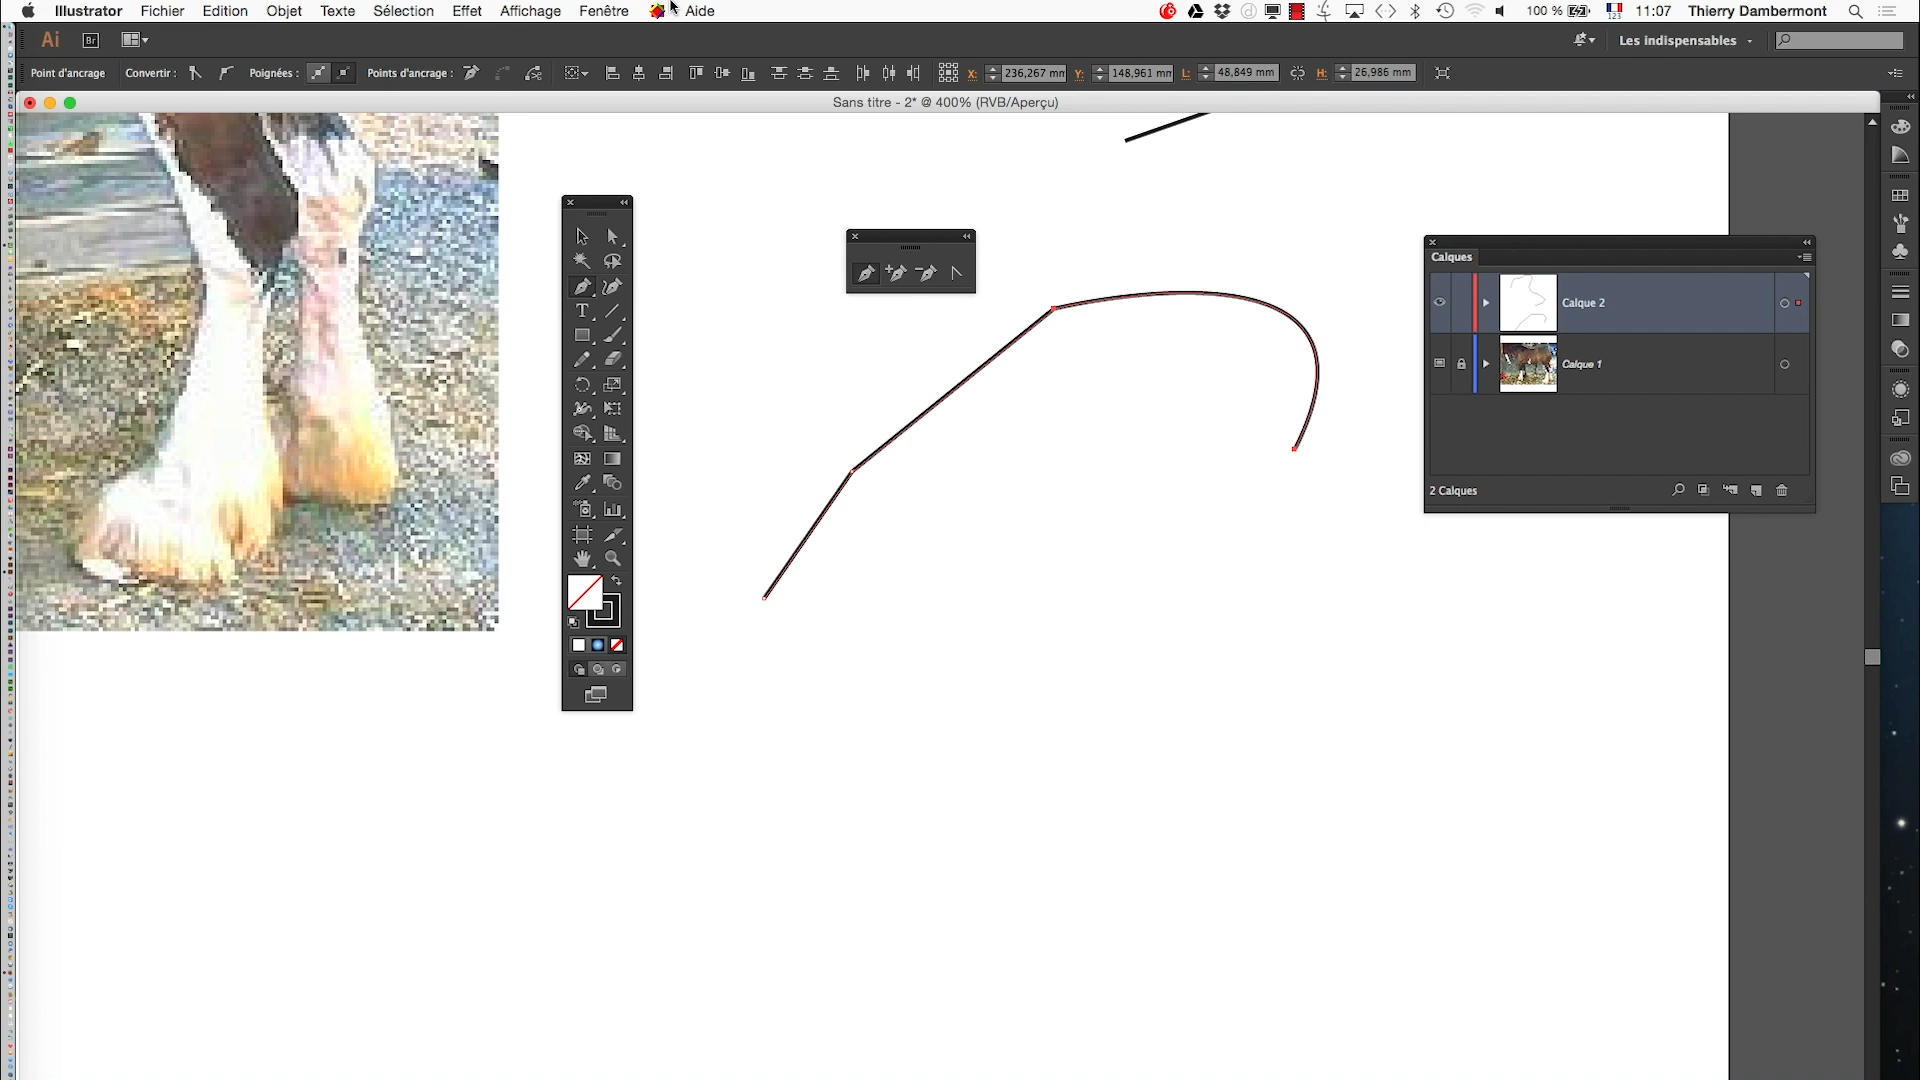 Illustrator Fichier Edition Objet Texte Sélection Effet Affichage Fenêtre Aide 100 % 11:07 Thierry Dambermont
Ai Br Les indispensables
Point d'ancrage Convertir : Poignées : Points d'ancrage : X: 236,267 mm Y: 148,961 mm L: 48,849 mm H: 26,986 mm
Sans titre - 2* @ 400% (RVB/Aperçu)
Calques
Calque 2
Calque 1
2 Calques